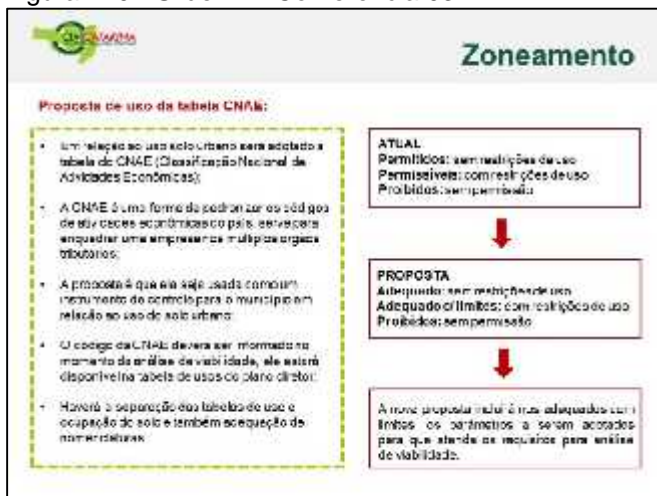 CINCATARINA
Zoneamento
Proposta de uso da tabela CNAE:
• Em relação ao uso solo urbano será adotado a
tabela do CNAE (Classificação Nacional de
Atividades Econômicas);
• A CNAE é uma forma de padronizar os códigos
de atividades econômicas do país, serve para
enquadrar uma empresa nos múltiplos órgãos
tributários;
• A proposta é que ela seja usada como um
instrumento de controle para o município em
relação ao uso do solo urbano;
• O código da CNAE deverá ser informado no
momento da análise de viabilidade, ele estará
disponível na tabela de usos do plano diretor;
• Haverá a separação das tabelas de uso e
ocupação do solo e também adequação de
nomenclaturas.
ATUAL
Permitidos: sem restrições de uso
Permissíveis: com restrições de uso
Proibidos: sem permissão
PROPOSTA
Adequado: sem restrições de uso
Adequado c/ limites: com restrições de uso
Proibidos: sem permissão
A nova proposta incluirá nos adequados com
limites, os parâmetros a serem adotados
para que atenda os requisitos para análise
de viabilidade.